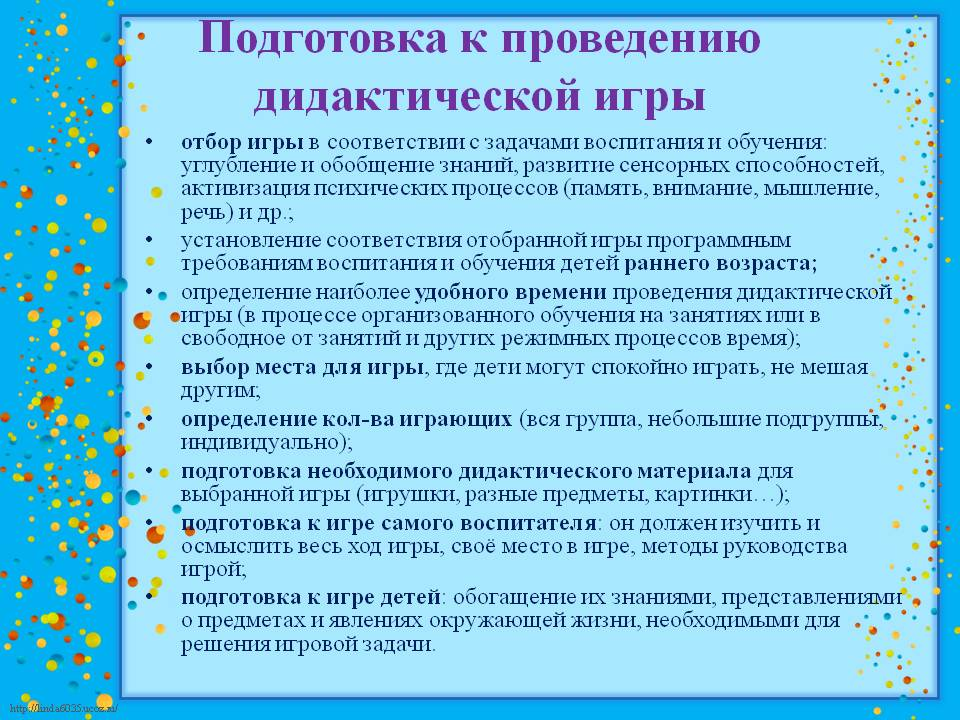 Подготовка к проведению
дидактической игры
• отбор игры в соответствии с задачами воспитания и обучения:
углубление и обобщение знаний, развитие сенсорных способностей,
активизация психических процессов (память, внимание, мышление,
речь) и др.;
• установление соответствия отобранной игры программным
требованиям воспитания и обучения детей раннего возраста;
• определение наиболее удобного времени проведения дидактической
игры (в процессе организованного обучения на занятиях или в
свободное от занятий и других режимных процессов время);
• выбор места для игры, где дети могут спокойно играть, не мешая
другим;
• определение кол-ва играющих (вся группа, небольшие подгруппы,
индивидуально);
• подготовка необходимого дидактического материала для
выбранной игры (игрушки, разные предметы, картинки…);
• подготовка к игре самого воспитателя: он должен изучить и
осмыслить весь ход игры, своё место в игре, методы руководства
игрой;
• подготовка к игре детей: обогащение их знаниями, представлениями
о предметах и явлениях окружающей жизни, необходимыми для
решения игровой задачи.
http://linda6035.ucoz.ru/